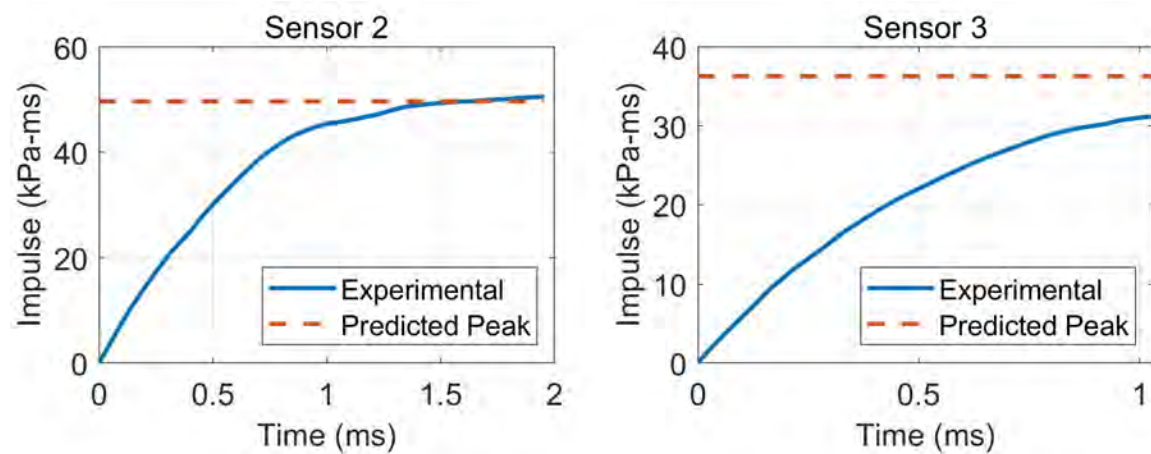 Sensor 2
60
40
20
0
Impulse (kPa-ms)
Experimental
Predicted Peak
0 0.5 1 1.5 2
Time (ms)
Sensor 3
40
30
20
10
0
Impulse (kPa-ms)
Experimental
Predicted Peak
0 0.5 1
Time (ms)